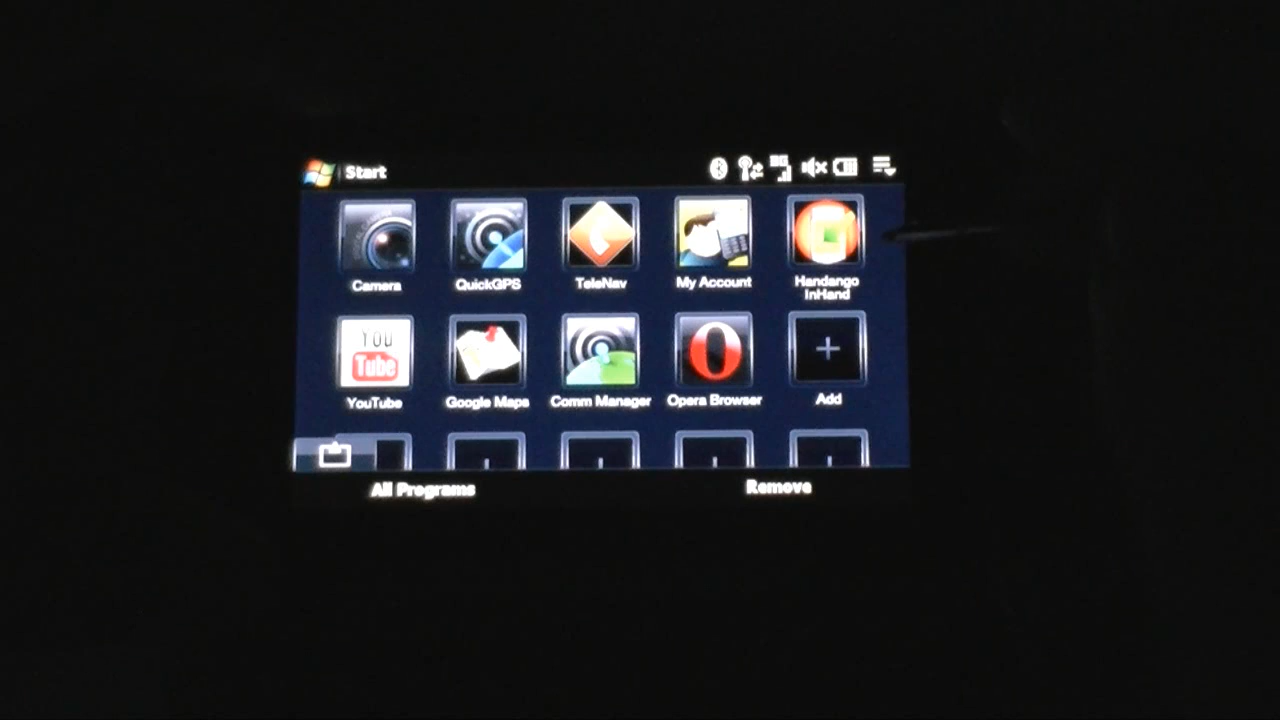 Start
Camera
QuickGPS
TeleNav
My Account
Handango
InHand
YOU
Tube
YouTube
Google Maps
Comm Manager
Opera Browser
Add
All Programs
Remove